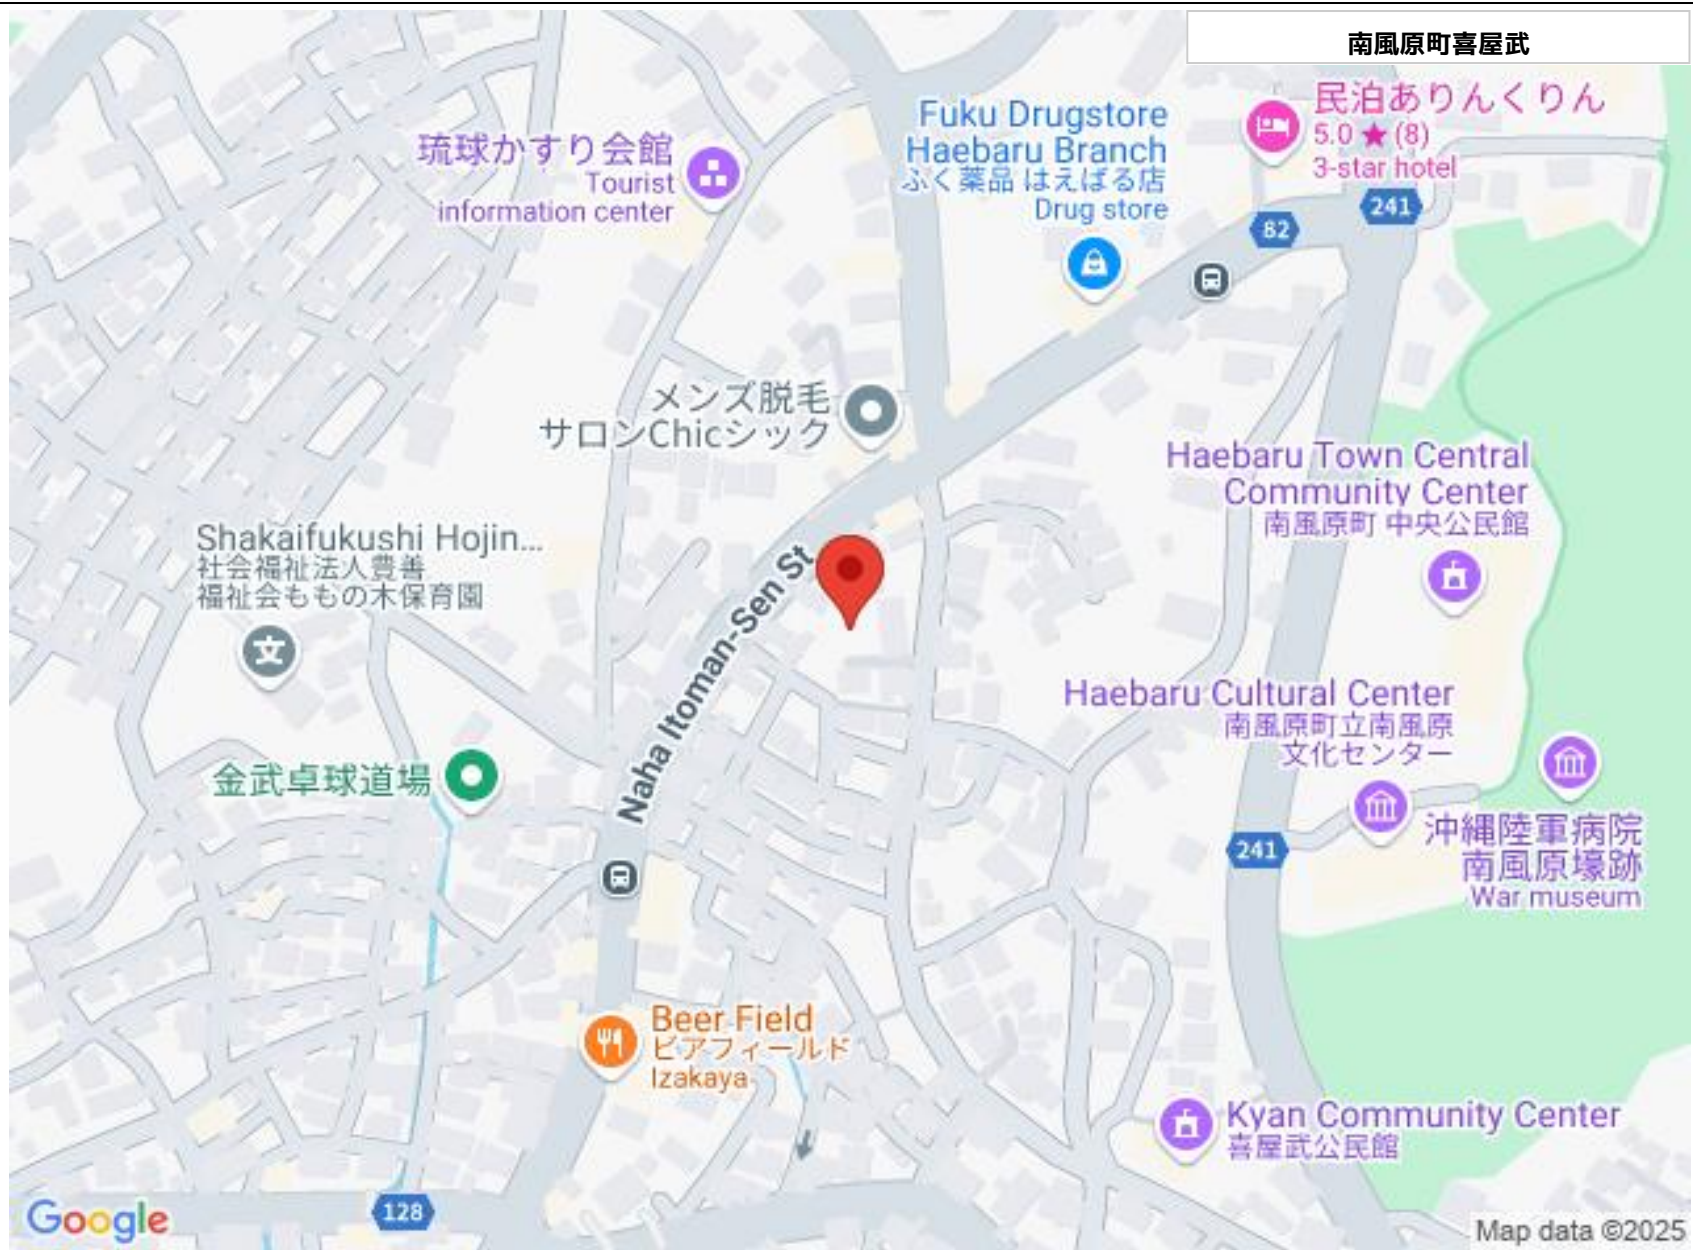 南風原町喜屋武
民泊ありんくりん
5.0 ★ (8)
3-star hotel
Fuku Drugstore
Haebaru Branch
ふく薬品 はえばる店
Drug store
琉球かすり会館
Tourist
information center
241
82
メンズ脱毛
サロンChicシック
Haebaru Town Central
Community Center
南風原町 中央公民館
Shakaifukushi Hojin...
社会福祉法人豊善
福祉会ももの木保育園
文
Naha Itoman-Sen St
Haebaru Cultural Center
南風原町立南風原
文化センター
金武卓球道場
沖縄陸軍病院
南風原壕跡
War museum
241
Beer Field
ビアフィールド
Izakaya
Kyan Community Center
喜屋武公民館
128
Google
Map data ©2025